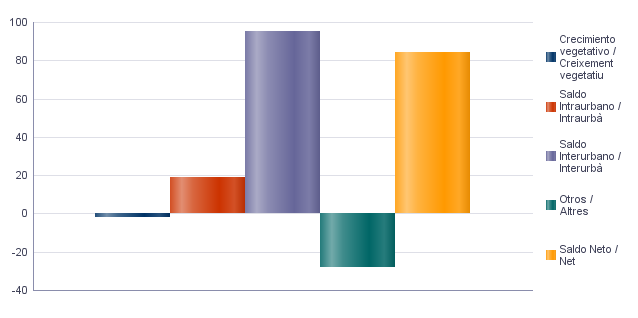 100
80
60
40
20
0
-20
-40
Crecimiento
vegetativo /
Creixement
vegetatiu
Saldo
Intraurbano /
Intraurbà
Saldo
Interurbano /
Interurbà
Otros /
Altres
Saldo Neto /
Net